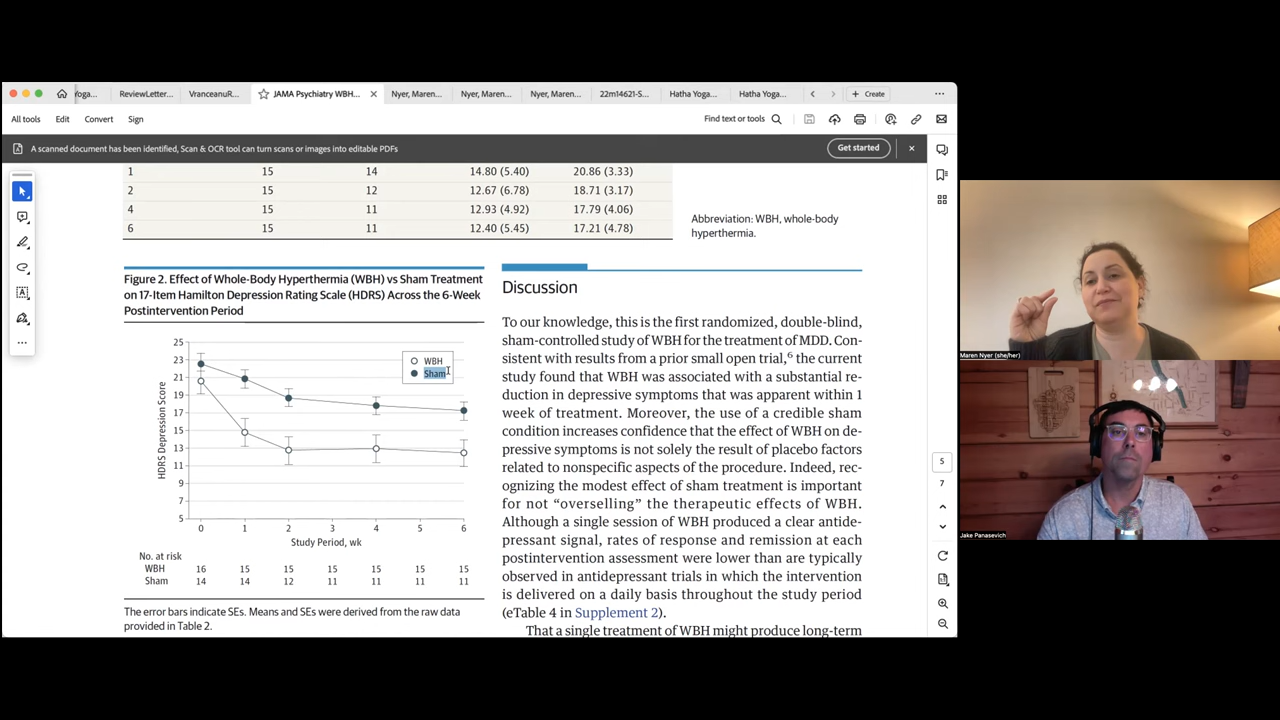 Yoga...
ReviewLetter...
VranceanuR...
JAMA Psychiatry WBH...
Nyer, Maren...
Nyer, Maren...
Nyer, Maren...
22m14621-S...
Hatha Yoga...
Hatha Yoga...
Create
All tools
Edit
Convert
Sign
Find text or tools
A scanned document has been identified, Scan & OCR tool can turn scans or images into editable PDFs
Get started
1 15 14 14.80 (5.40) 20.86 (3.33)
2 15 12 12.67 (6.78) 18.71 (3.17)
4 15 11 12.93 (4.92) 17.79 (4.06)
6 15 11 12.40 (5.45) 17.21 (4.78)
Abbreviation: WBH, whole-body
hyperthermia.
Figure 2. Effect of Whole-Body Hyperthermia (WBH) vs Sham Treatment
on 17-Item Hamilton Depression Rating Scale (HDRS) Across the 6-Week
Postintervention Period
25
23
21
19
17
15
13
11
9
7
5
HDRS Depression Score
WBH
Sham
0 1 2 3 4 5 6
Study Period, wk
No. at risk
WBH 16 15 15 15 15 15 15
Sham 14 14 12 11 11 11 11
The error bars indicate SEs. Means and SEs were derived from the raw data
provided in Table 2.
Discussion
To our knowledge, this is the first randomized, double-blind,
sham-controlled study of WBH for the treatment of MDD. Con-
sistent with results from a prior small open trial,6 the current
study found that WBH was associated with a substantial re-
duction in depressive symptoms that was apparent within 1
week of treatment. Moreover, the use of a credible sham
condition increases confidence that the effect of WBH on de-
pressive symptoms is not solely the result of placebo factors
related to nonspecific aspects of the procedure. Indeed, rec-
ognizing the modest effect of sham treatment is important
for not “overselling” the therapeutic effects of WBH.
Although a single session of WBH produced a clear antide-
pressant signal, rates of response and remission at each
postintervention assessment were lower than are typically
observed in antidepressant trials in which the intervention
is delivered on a daily basis throughout the study period
(eTable 4 in Supplement 2).
That a single treatment of WBH might produce long-term
5
7
Maren Nyer (she/her)
Jake Panasevich